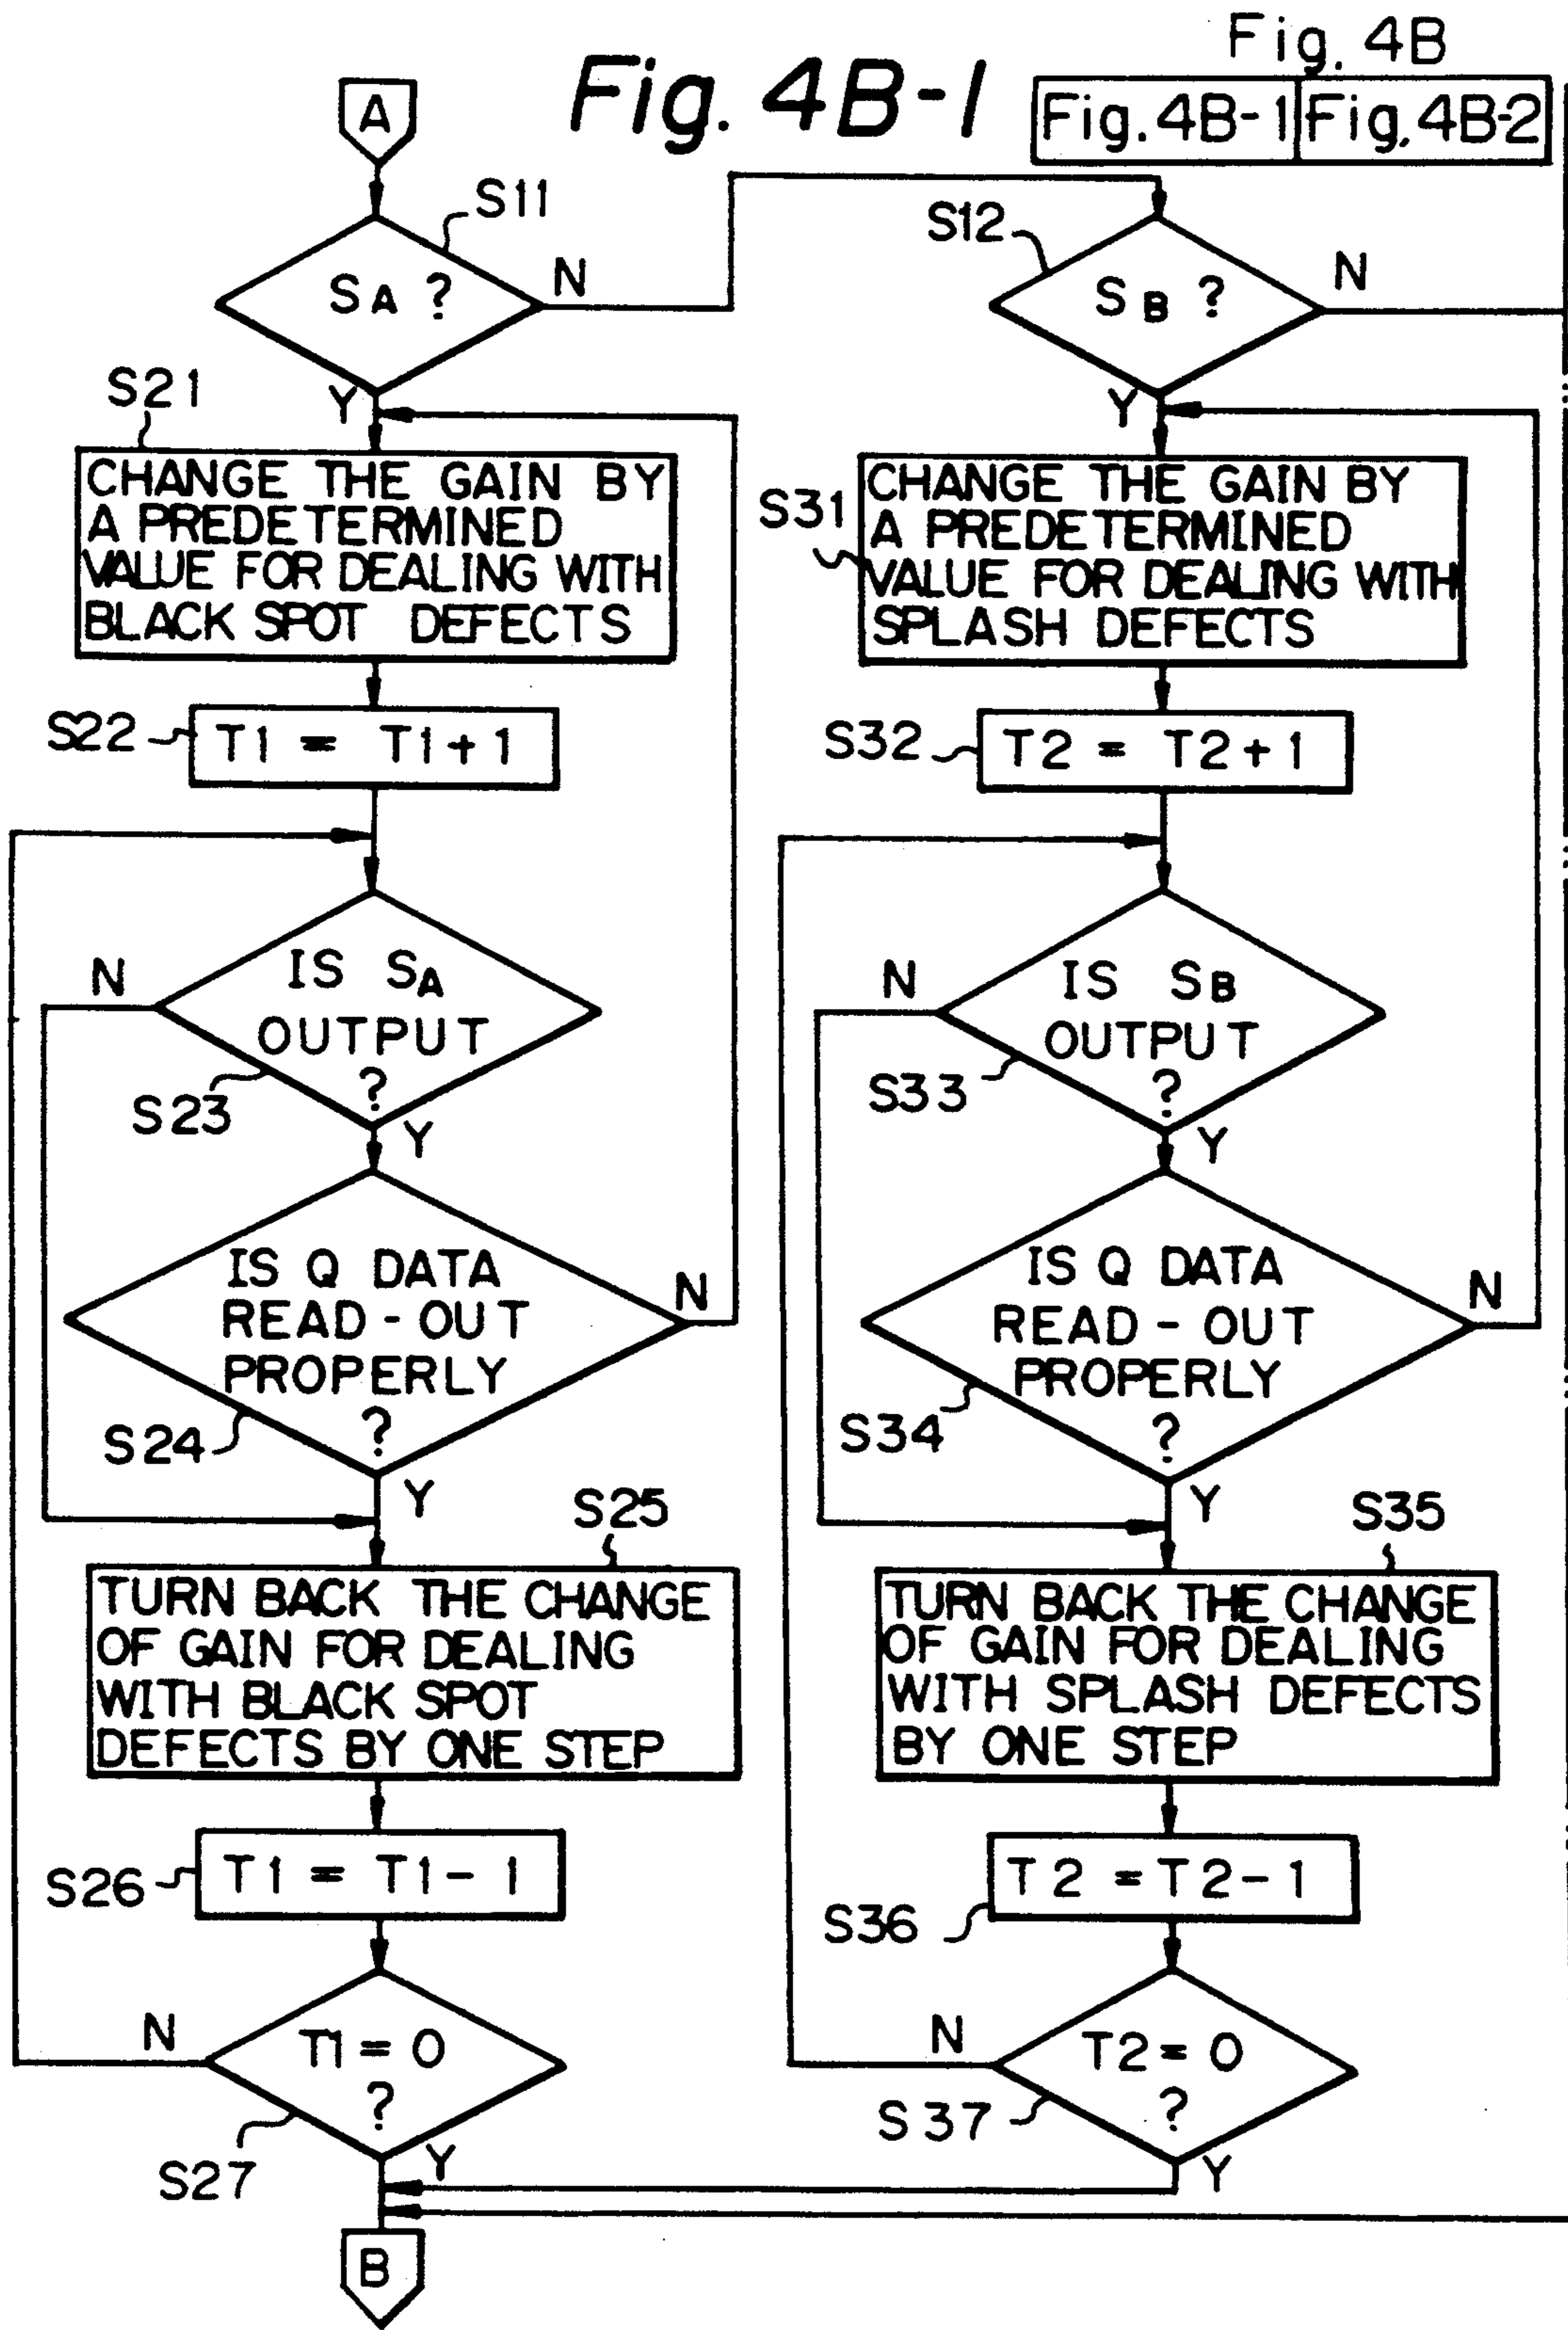 Fig. 4B-1
Fig. 4B
Fig. 4B-1 Fig. 4B-2
A
S11
SA ?
N
Y
S12
SB ?
N
Y
S21
CHANGE THE GAIN BY
A PREDETERMINED
VALUE FOR DEALING WITH
BLACK SPOT DEFECTS
S22
T1 = T1+1
IS SA
OUTPUT
?
N
S23
Y
IS Q DATA
READ-OUT
PROPERLY
?
N
S24
Y
S25
TURN BACK THE CHANGE
OF GAIN FOR DEALING
WITH BLACK SPOT
DEFECTS BY ONE STEP
S26
T1 = T1-1
N
T1=0
?
S27
Y
B
S31
CHANGE THE GAIN BY
A PREDETERMINED
VALUE FOR DEALING WITH
SPLASH DEFECTS
S32
T2 = T2+1
N
IS SB
OUTPUT
?
S33
Y
IS Q DATA
READ-OUT
PROPERLY
?
N
S34
Y
S35
TURN BACK THE CHANGE
OF GAIN FOR DEALING
WITH SPLASH DEFECTS
BY ONE STEP
S36
T2 = T2-1
N
T2=0
?
S37
Y